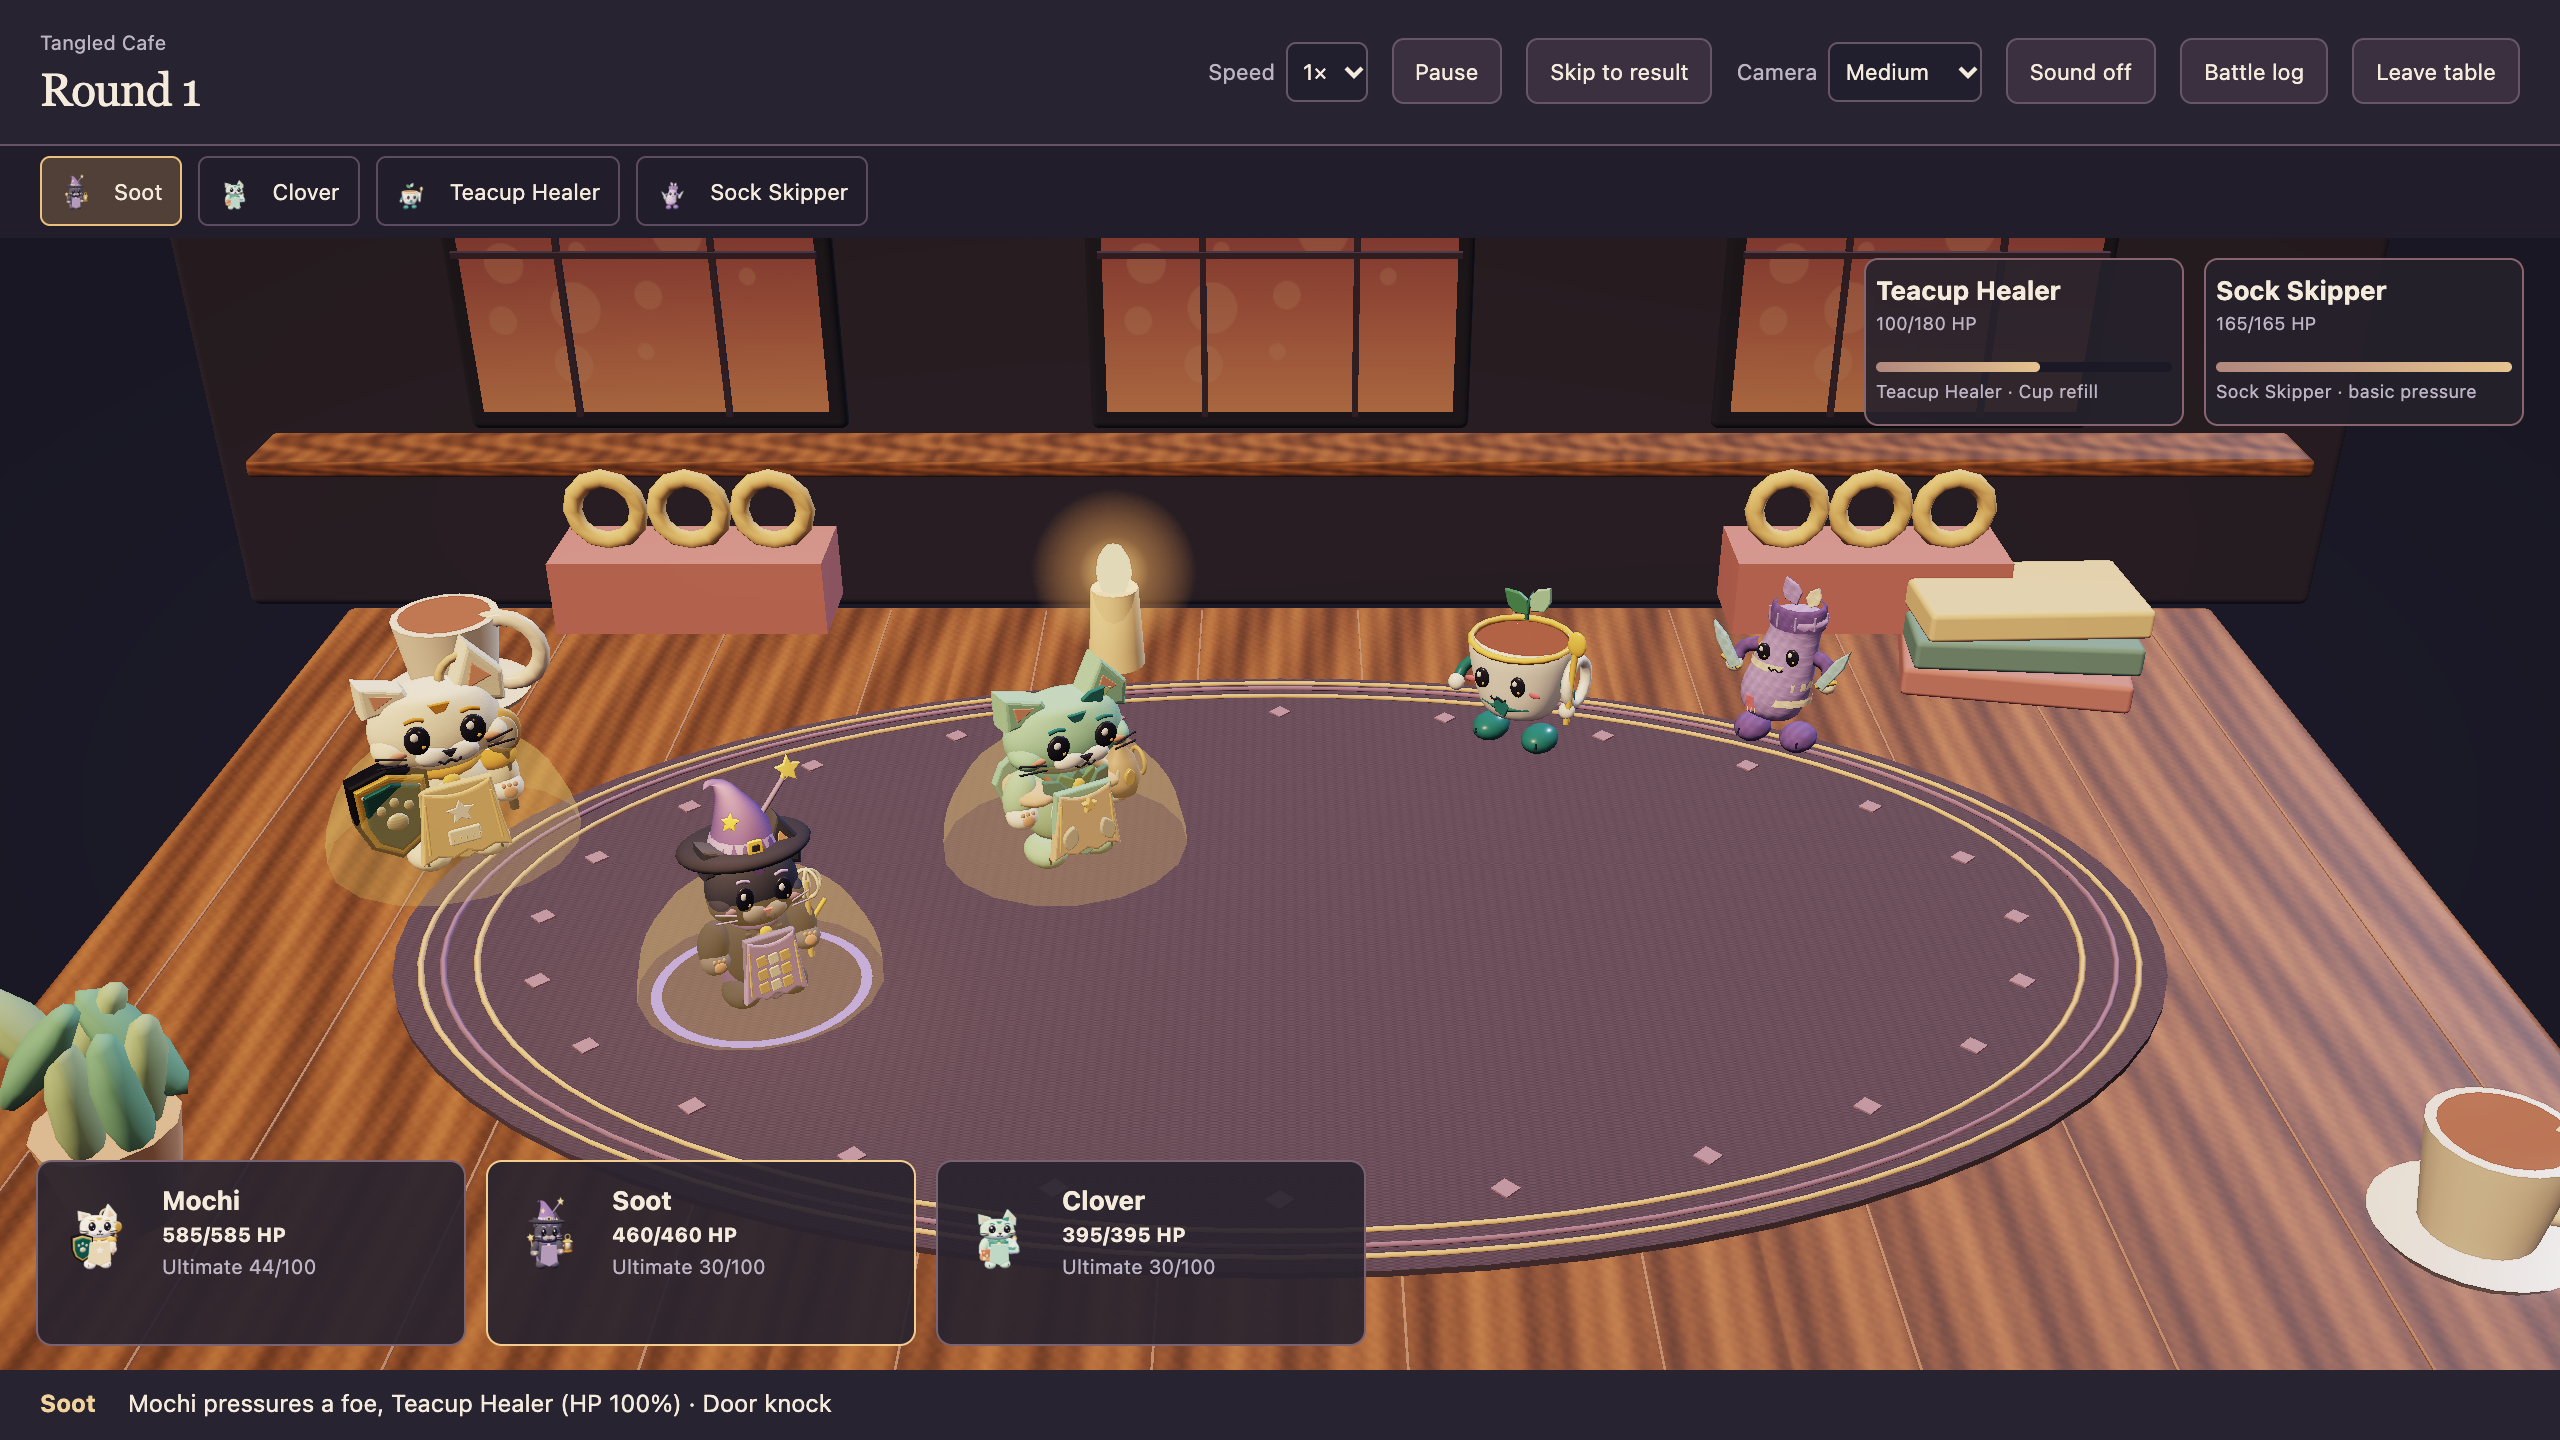 Tangled Cafe
Round 1
Speed 1× Pause Skip to result Camera Medium Sound off Battle log Leave table
Soot Clover Teacup Healer Sock Skipper
Teacup Healer
100/180 HP
Teacup Healer · Cup refill
Sock Skipper
165/165 HP
Sock Skipper · basic pressure
Mochi
585/585 HP
Ultimate 44/100
Soot
460/460 HP
Ultimate 30/100
Clover
395/395 HP
Ultimate 30/100
Soot Mochi pressures a foe, Teacup Healer (HP 100%) · Door knock